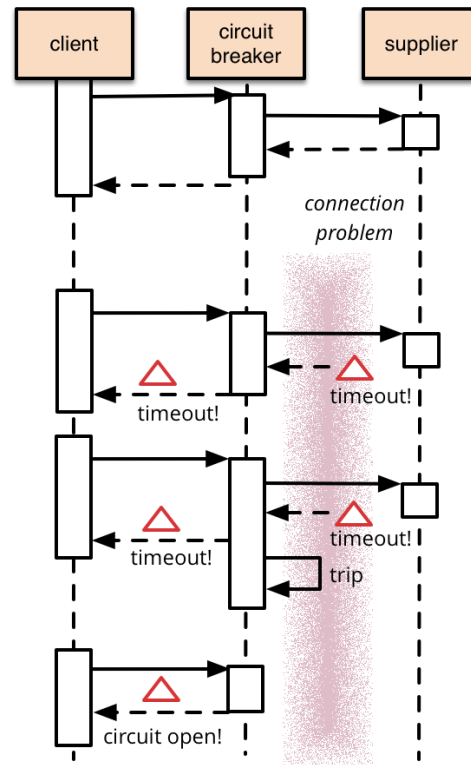 client
circuit
breaker
supplier
connection
problem
timeout!
timeout!
timeout!
timeout!
trip
circuit open!